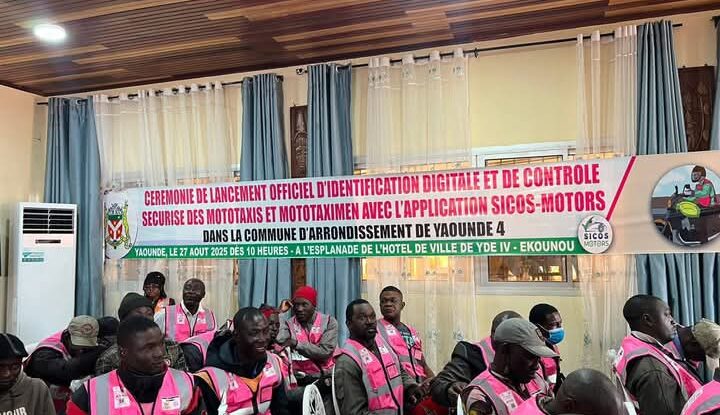 CEREMONIE DE LANCEMENT OFFICIEL D'IDENTIFICATION DIGITALE ET DE CONTROLE
SECURISE DES MOTOTAXIS ET MOTOTAXIMEN AVEC L'APPLICATION SICOS-MOTORS
DANS LA COMMUNE D'ARRONDISSEMENT DE YAOUNDE 4
YAOUNDE, LE 27 AOUT 2025 DÈS 10 HEURES - A L'ESPLANADE DE L'HOTEL DE VILLE DE YDE IV - EKOUNOU
SICOS
MOTORS